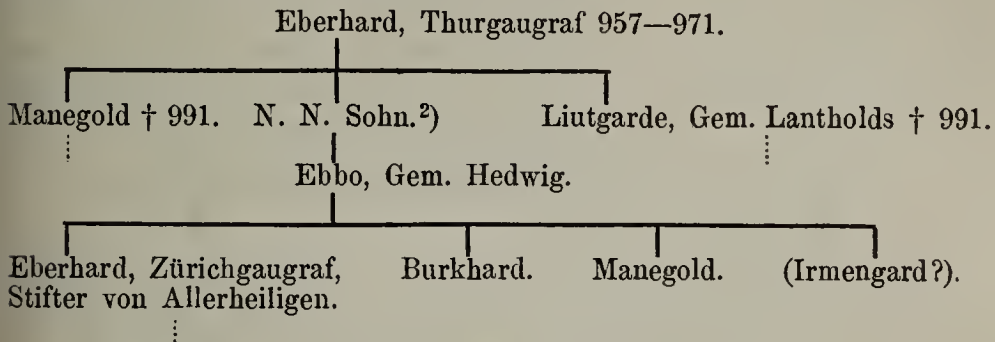 Eberhard, Thurgaugraf 957—971.
Manegold † 991. N. N. Sohn.²) Liutgarde, Gem. Lantholds † 991.
Ebbo, Gem. Hedwig.
Eberhard, Zürichgaugraf, Burkhard. Manegold. (Irmengard?).
Stifter von Allerheiligen.